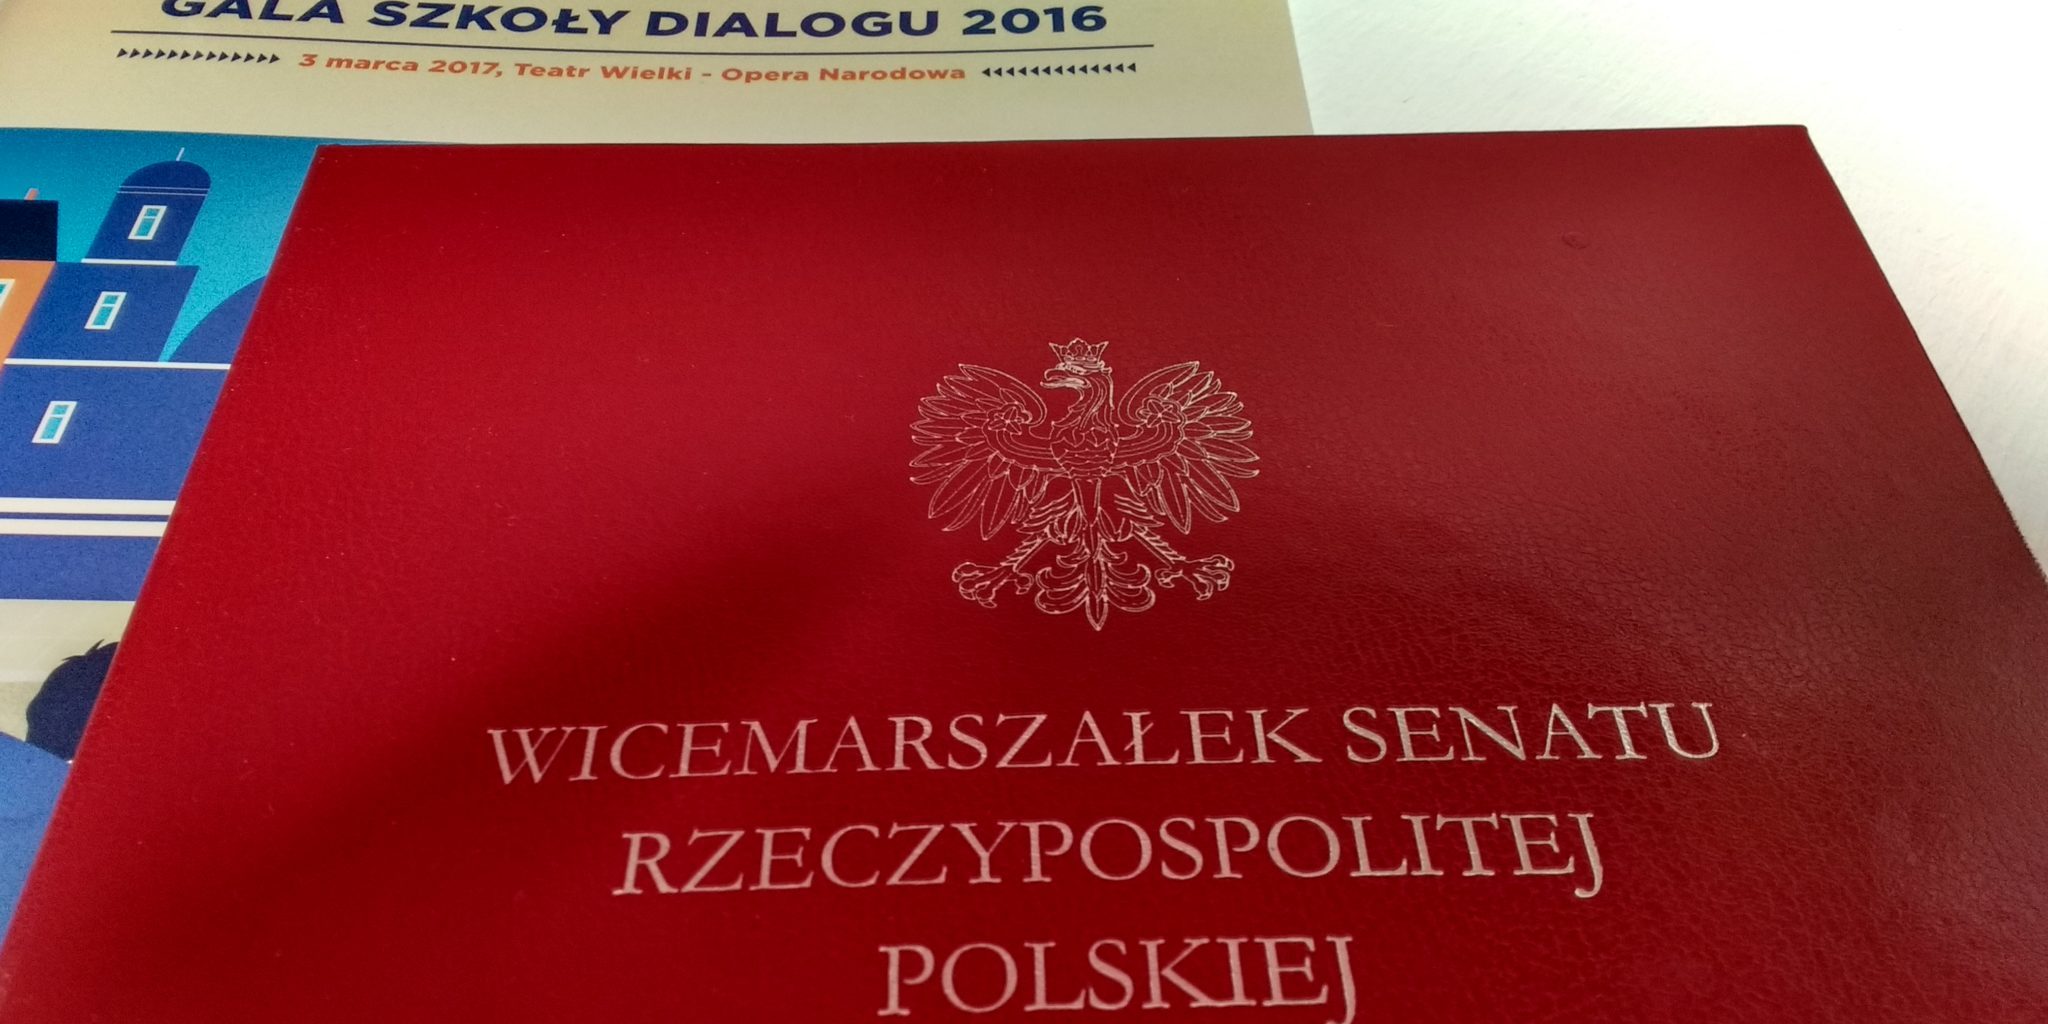 GALA SZKOŁY DIALOGU 2016
3 marca 2017, Teatr Wielki - Opera Narodowa
WICEMARSZAŁEK SENATU
RZECZYPOSPOLITEJ
POLSKIEJ